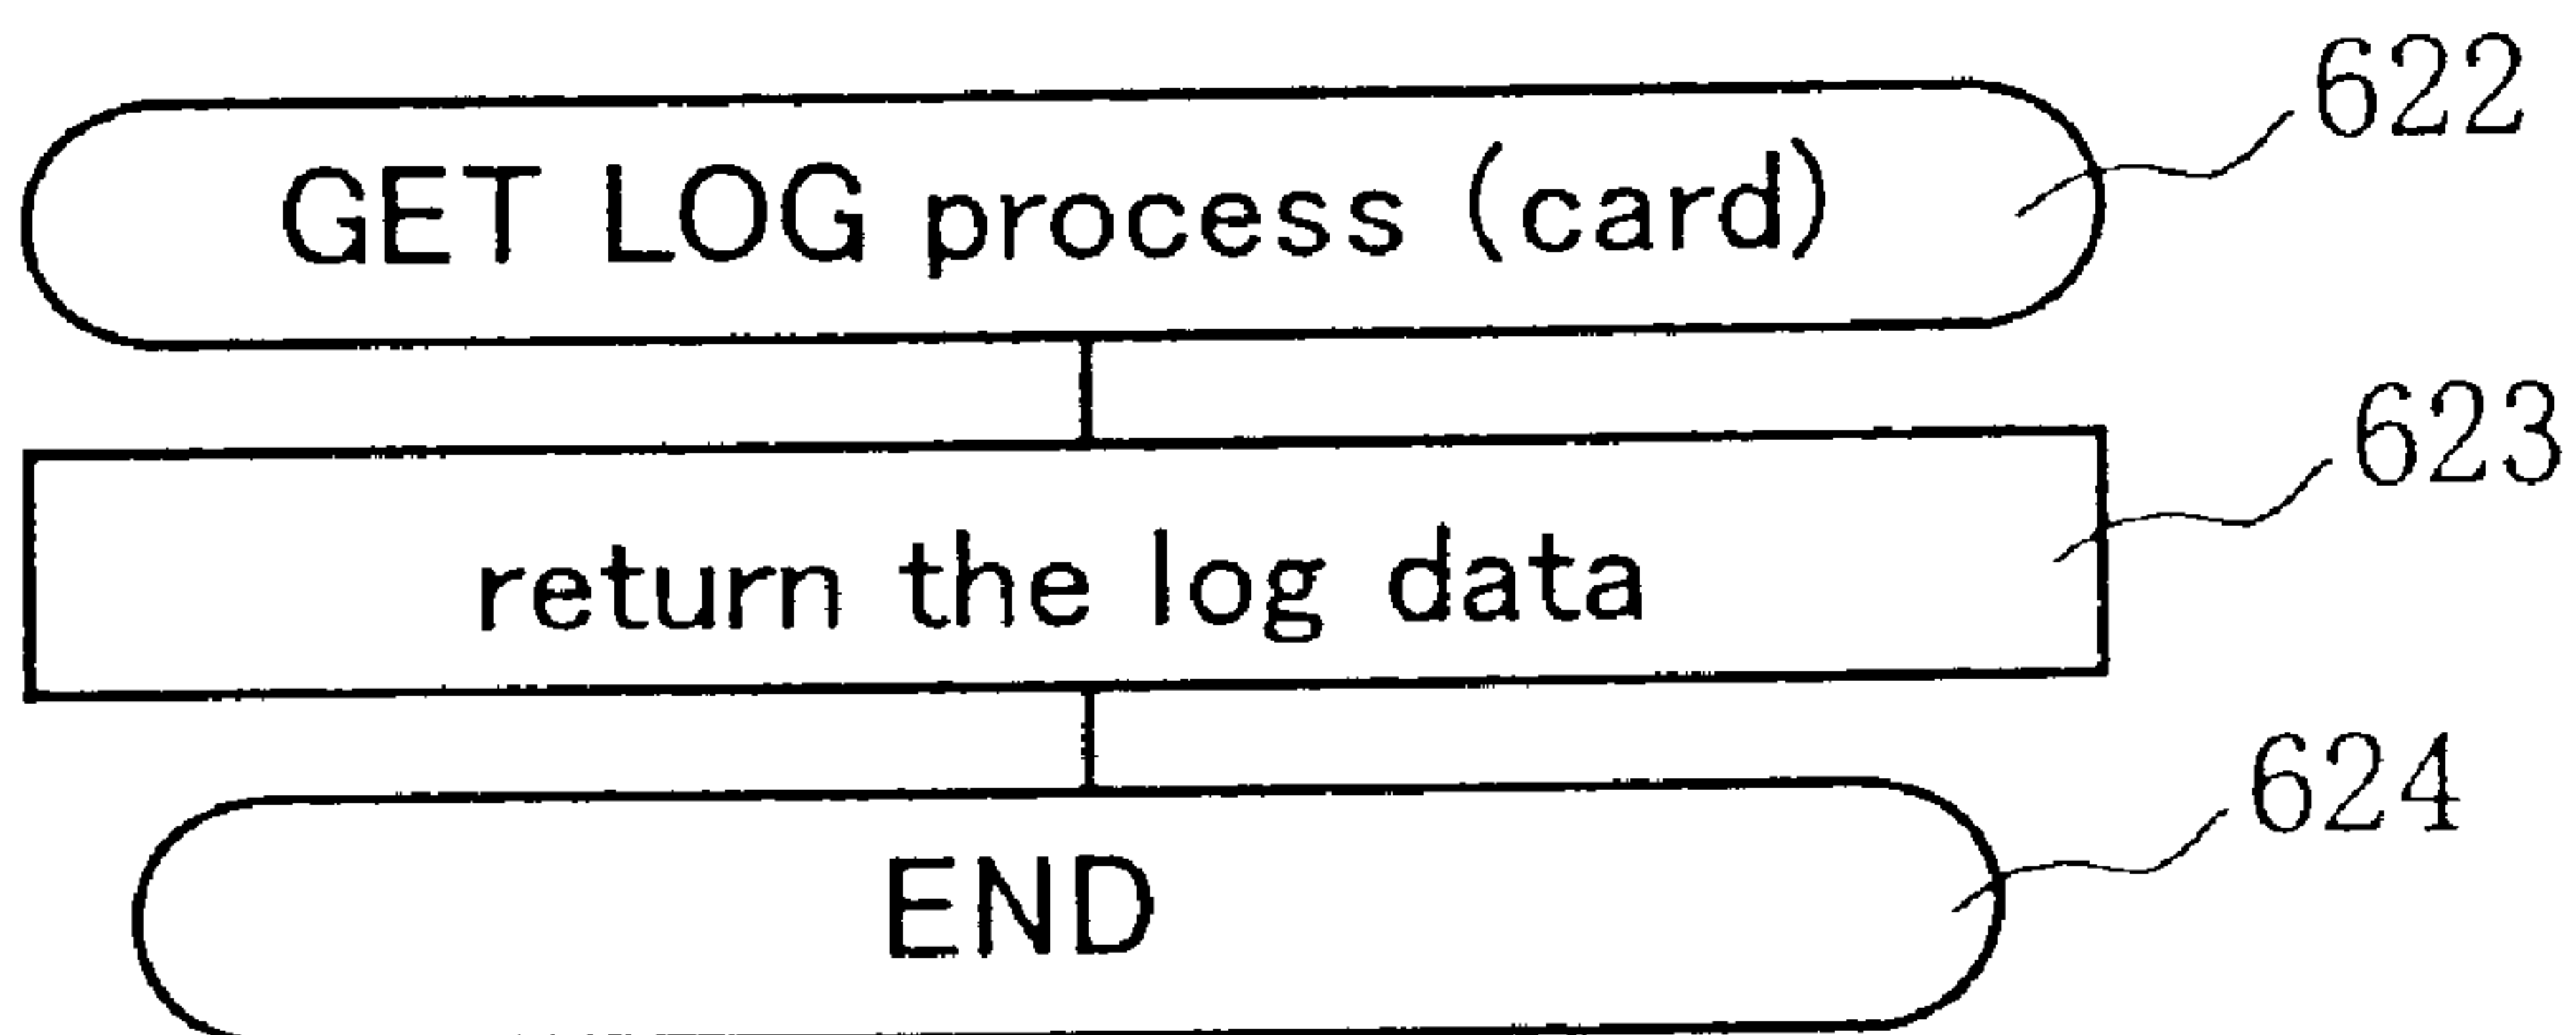 GET LOG process (card)
622
return the log data
623
END
624